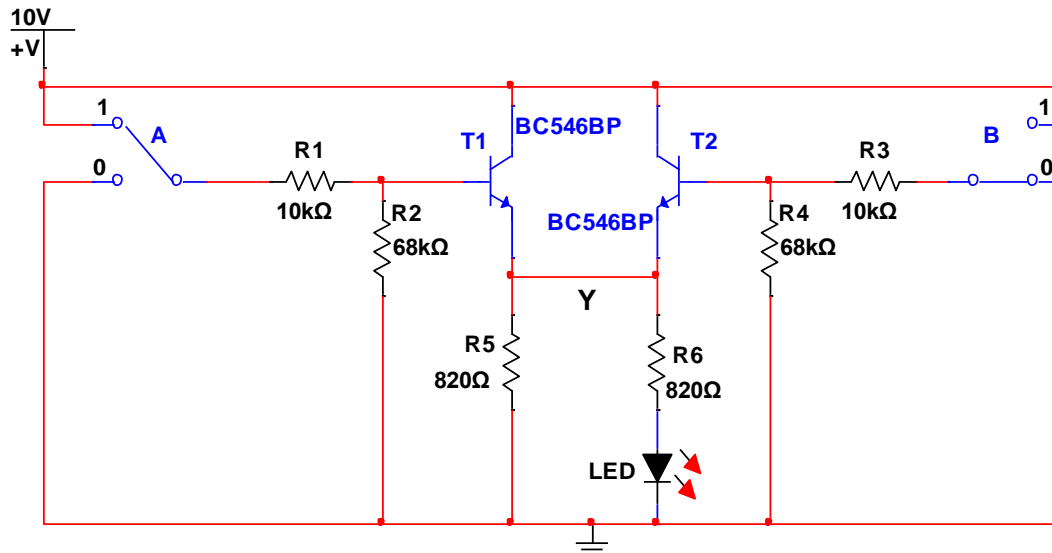 10V
+V
1
A
0
R1
10kΩ
R2
68kΩ
T1
BC546BP
T2
BC546BP
R3
10kΩ
R4
68kΩ
B
1
0
Y
R5
820Ω
R6
820Ω
LED